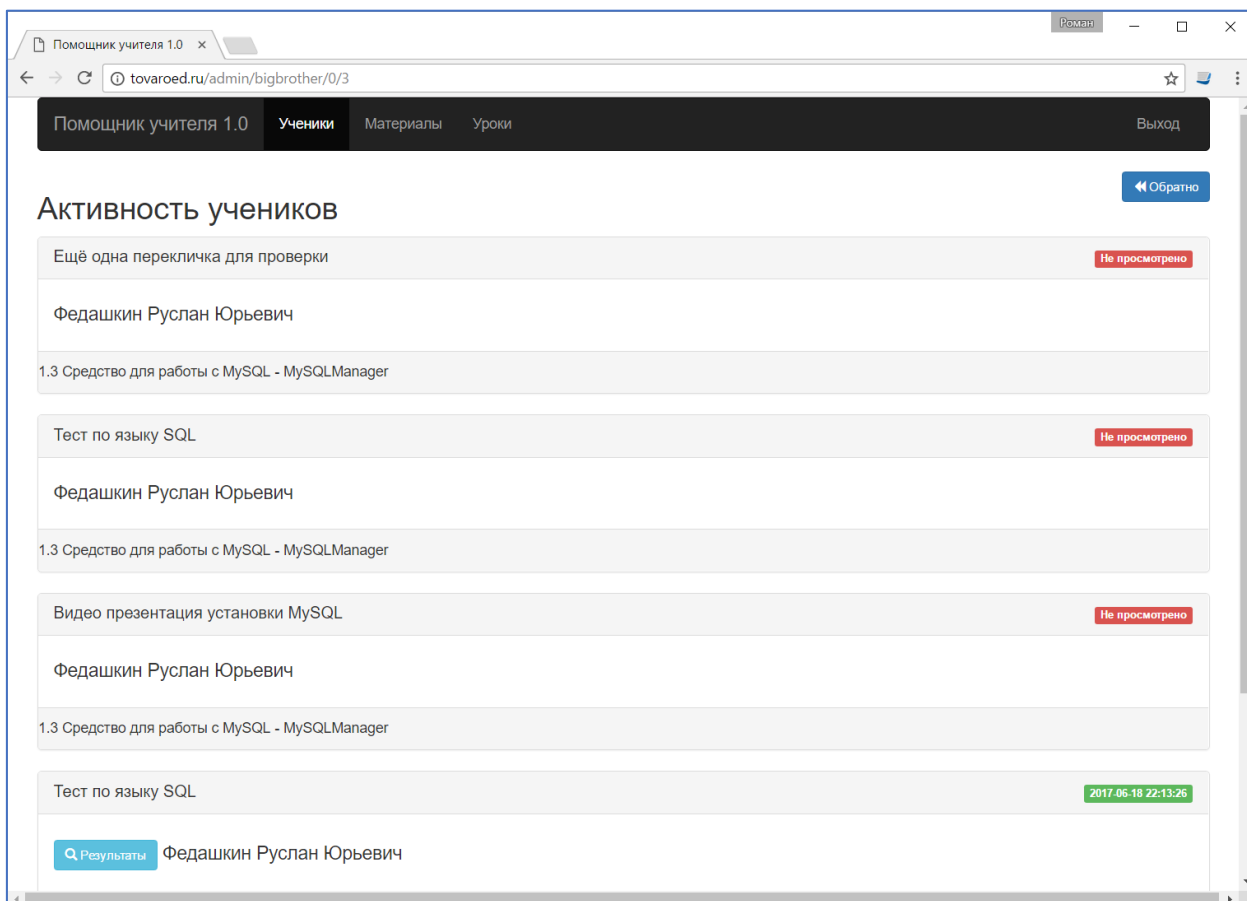 Роман
Помощник учителя 1.0
tovaroed.ru/admin/bigbrother/0/3
Помощник учителя 1.0 Ученики Материалы Уроки Выход
Обратно
Активность учеников
Ещё одна перекличка для проверки Не просмотрено
Федашкин Руслан Юрьевич
1.3 Средство для работы с MySQL - MySQLManager
Тест по языку SQL Не просмотрено
Федашкин Руслан Юрьевич
1.3 Средство для работы с MySQL - MySQLManager
Видео презентация установки MySQL Не просмотрено
Федашкин Руслан Юрьевич
1.3 Средство для работы с MySQL - MySQLManager
Тест по языку SQL 2017-06-18 22:13:26
Результаты Федашкин Руслан Юрьевич